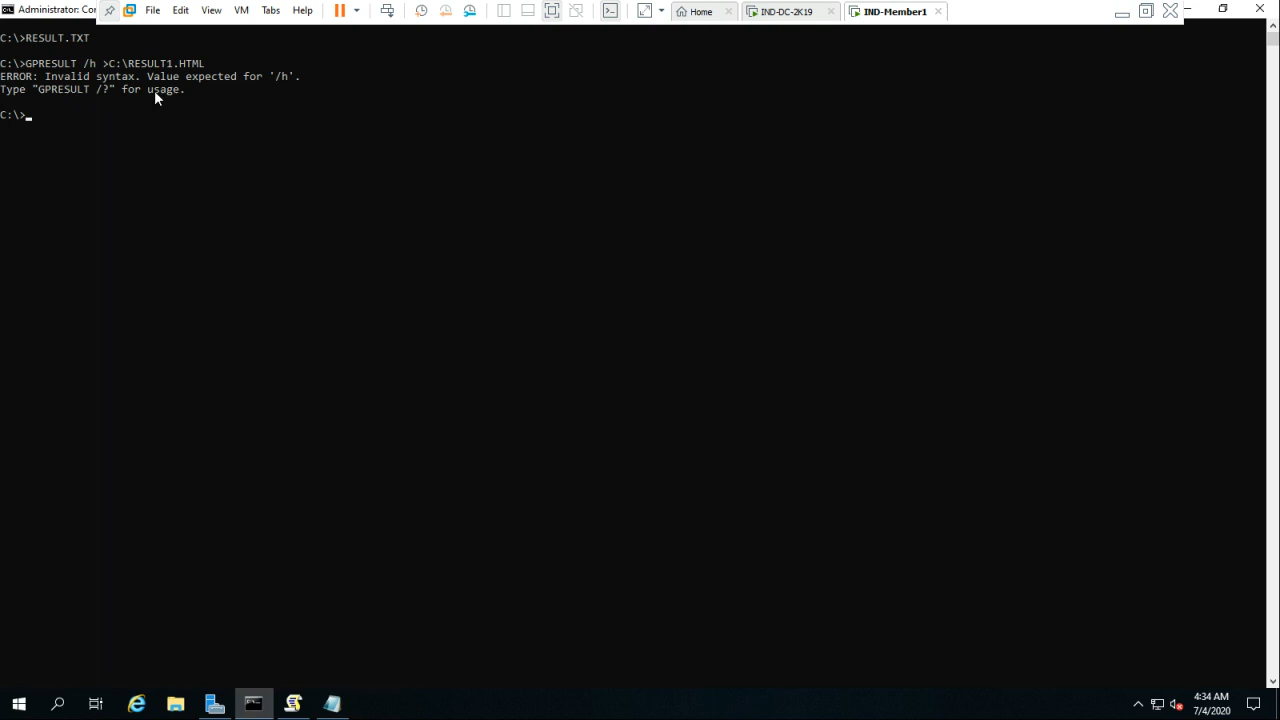 Administrator: Cor
File Edit View VM Tabs Help
Home
IND-DC-2K19
IND-Member1
C:\>RESULT.TXT
C:\>GPRESULT /h >C:\RESULT1.HTML
ERROR: Invalid syntax. Value expected for '/h'.
Type "GPRESULT /?" for usage.
C:\>
4:34 AM
7/4/2020